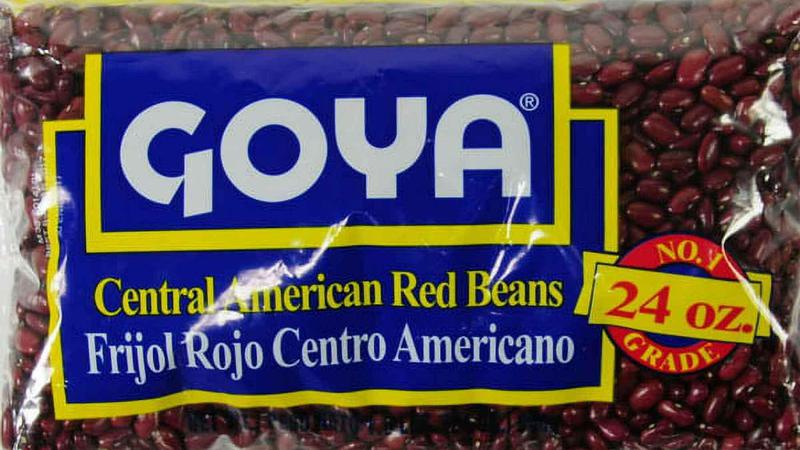 GOYA®
Central American Red Beans
Frijol Rojo Centro Americano
NO. 1
24 oz.
GRADE